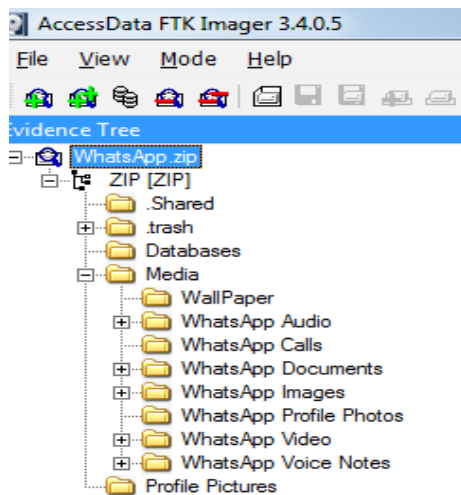 AccessData FTK Imager 3.4.0.5
File View Mode Help
Evidence Tree
WhatsApp.zip
ZIP [ZIP]
.Shared
.trash
Databases
Media
WallPaper
WhatsApp Audio
WhatsApp Calls
WhatsApp Documents
WhatsApp Images
WhatsApp Profile Photos
WhatsApp Video
WhatsApp Voice Notes
Profile Pictures